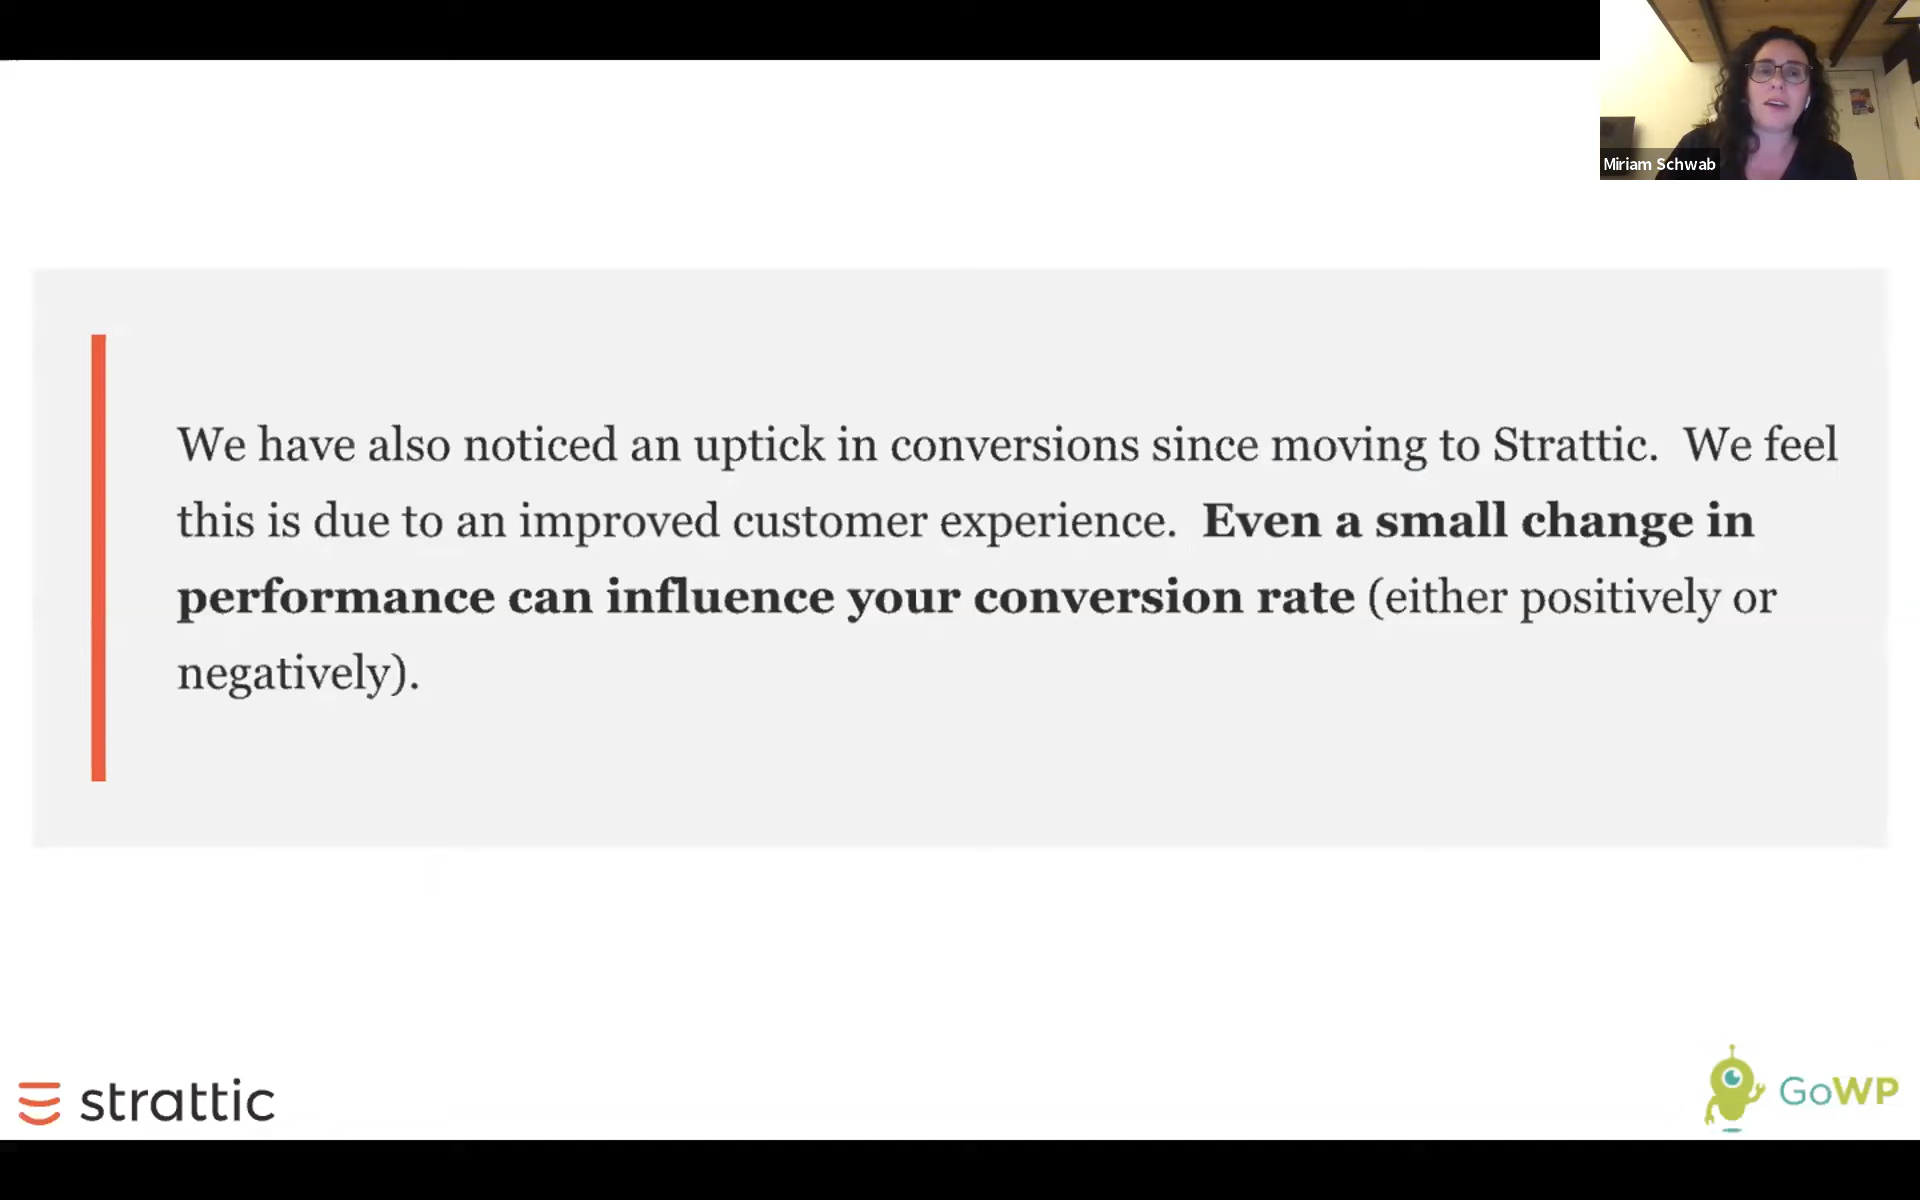 Miriam Schwab
We have also noticed an uptick in conversions since moving to Strattic.  We feel
this is due to an improved customer experience.  Even a small change in
performance can influence your conversion rate (either positively or
negatively).
strattic
GoWP